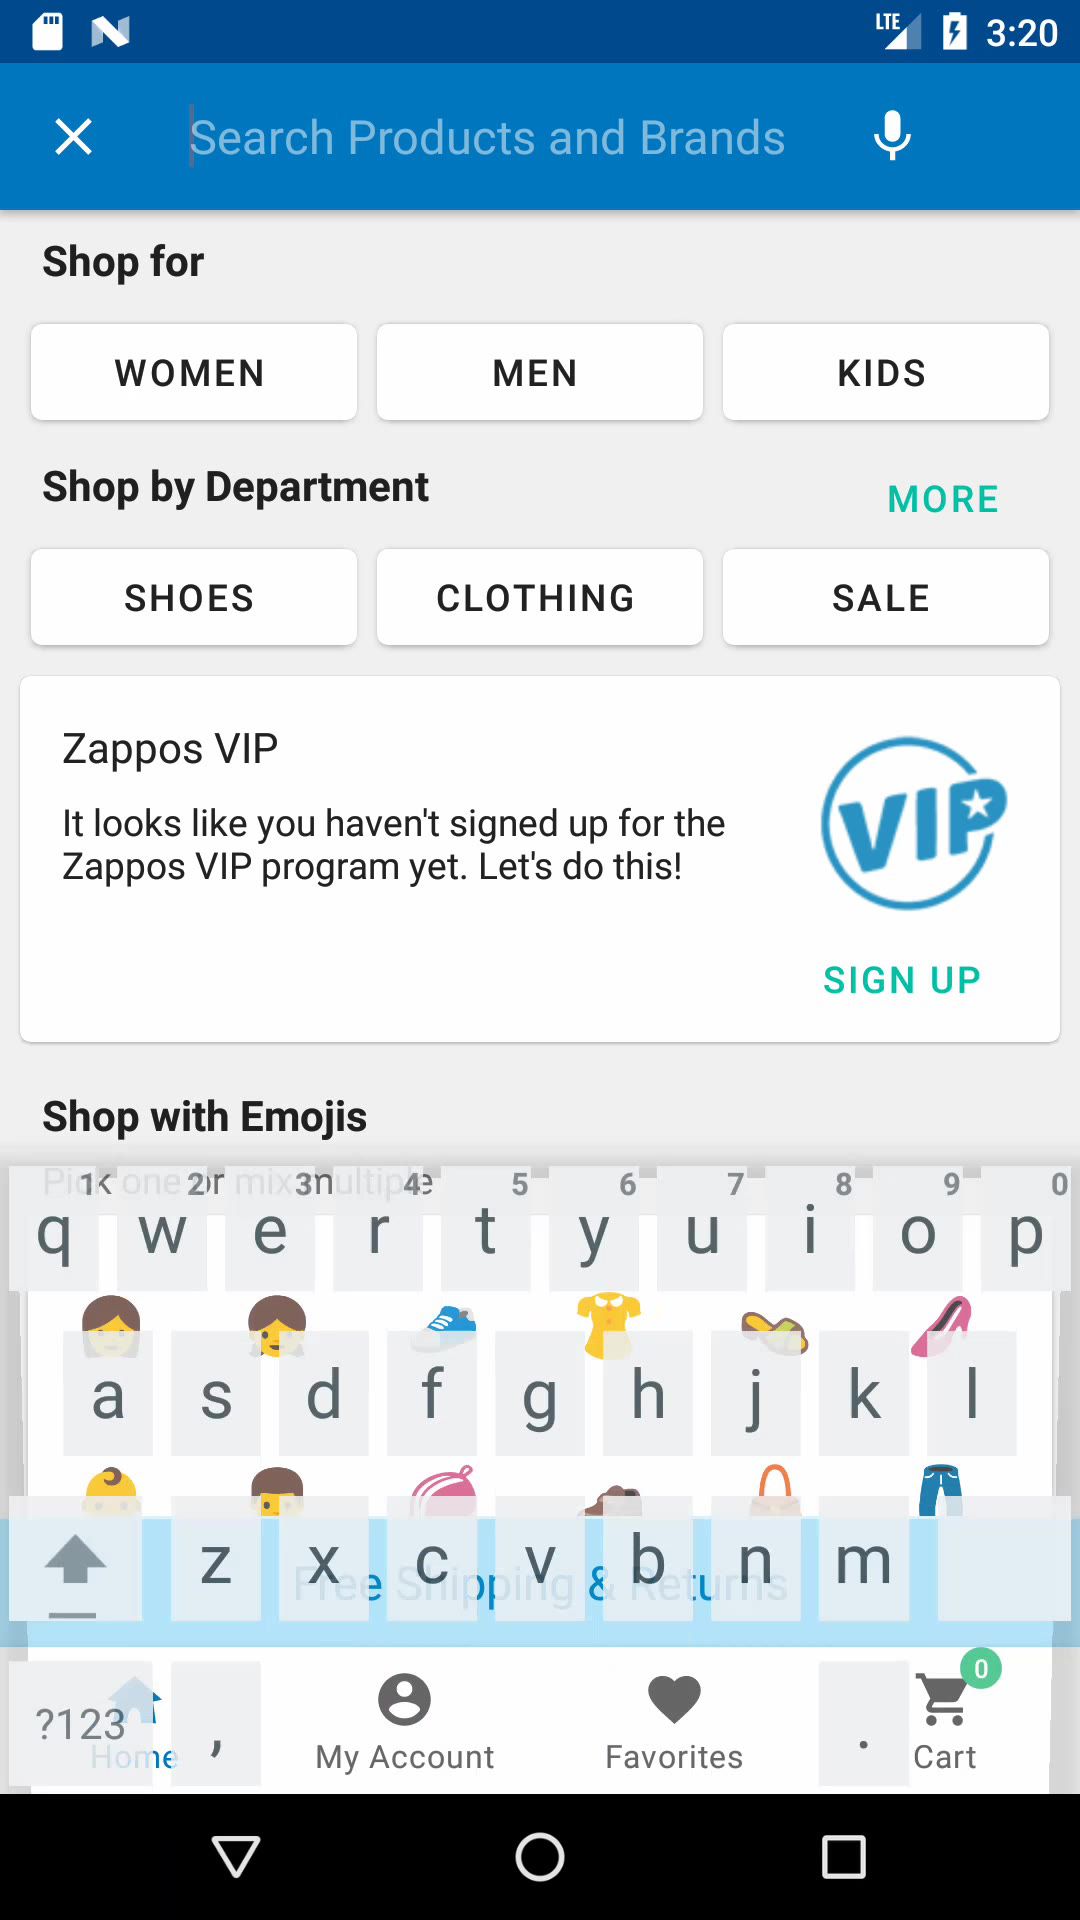 LTE 3:20
Search Products and Brands
Shop for
WOMEN MEN KIDS
Shop by Department
MORE
SHOES CLOTHING SALE
Zappos VIP
It looks like you haven't signed up for the
Zappos VIP program yet. Let's do this!
VIP
SIGN UP
Shop with Emojis
Pick one or mix multiple
1 2 3 4 5 6 7 8 9 0
q w e r t y u i o p
a s d f g h j k l
z x c v b n m
Free Shipping & Returns
0
?123 , .
Home My Account Favorites Cart